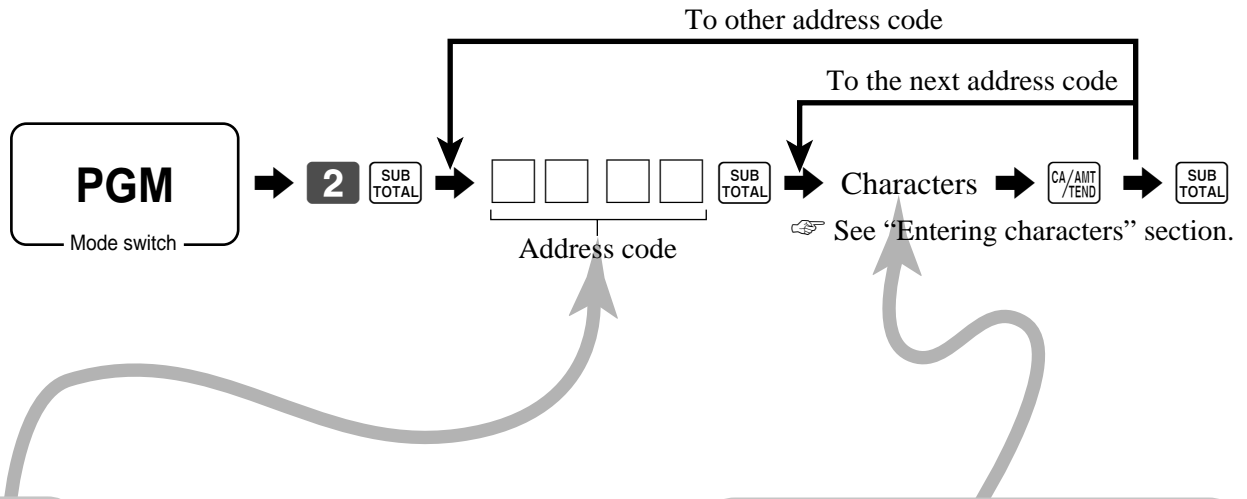 To other address code
To the next address code
PGM
Mode switch
2
SUB TOTAL
Address code
SUB TOTAL
Characters
CA/AMT /TEND
SUB TOTAL
☞ See “Entering characters” section.